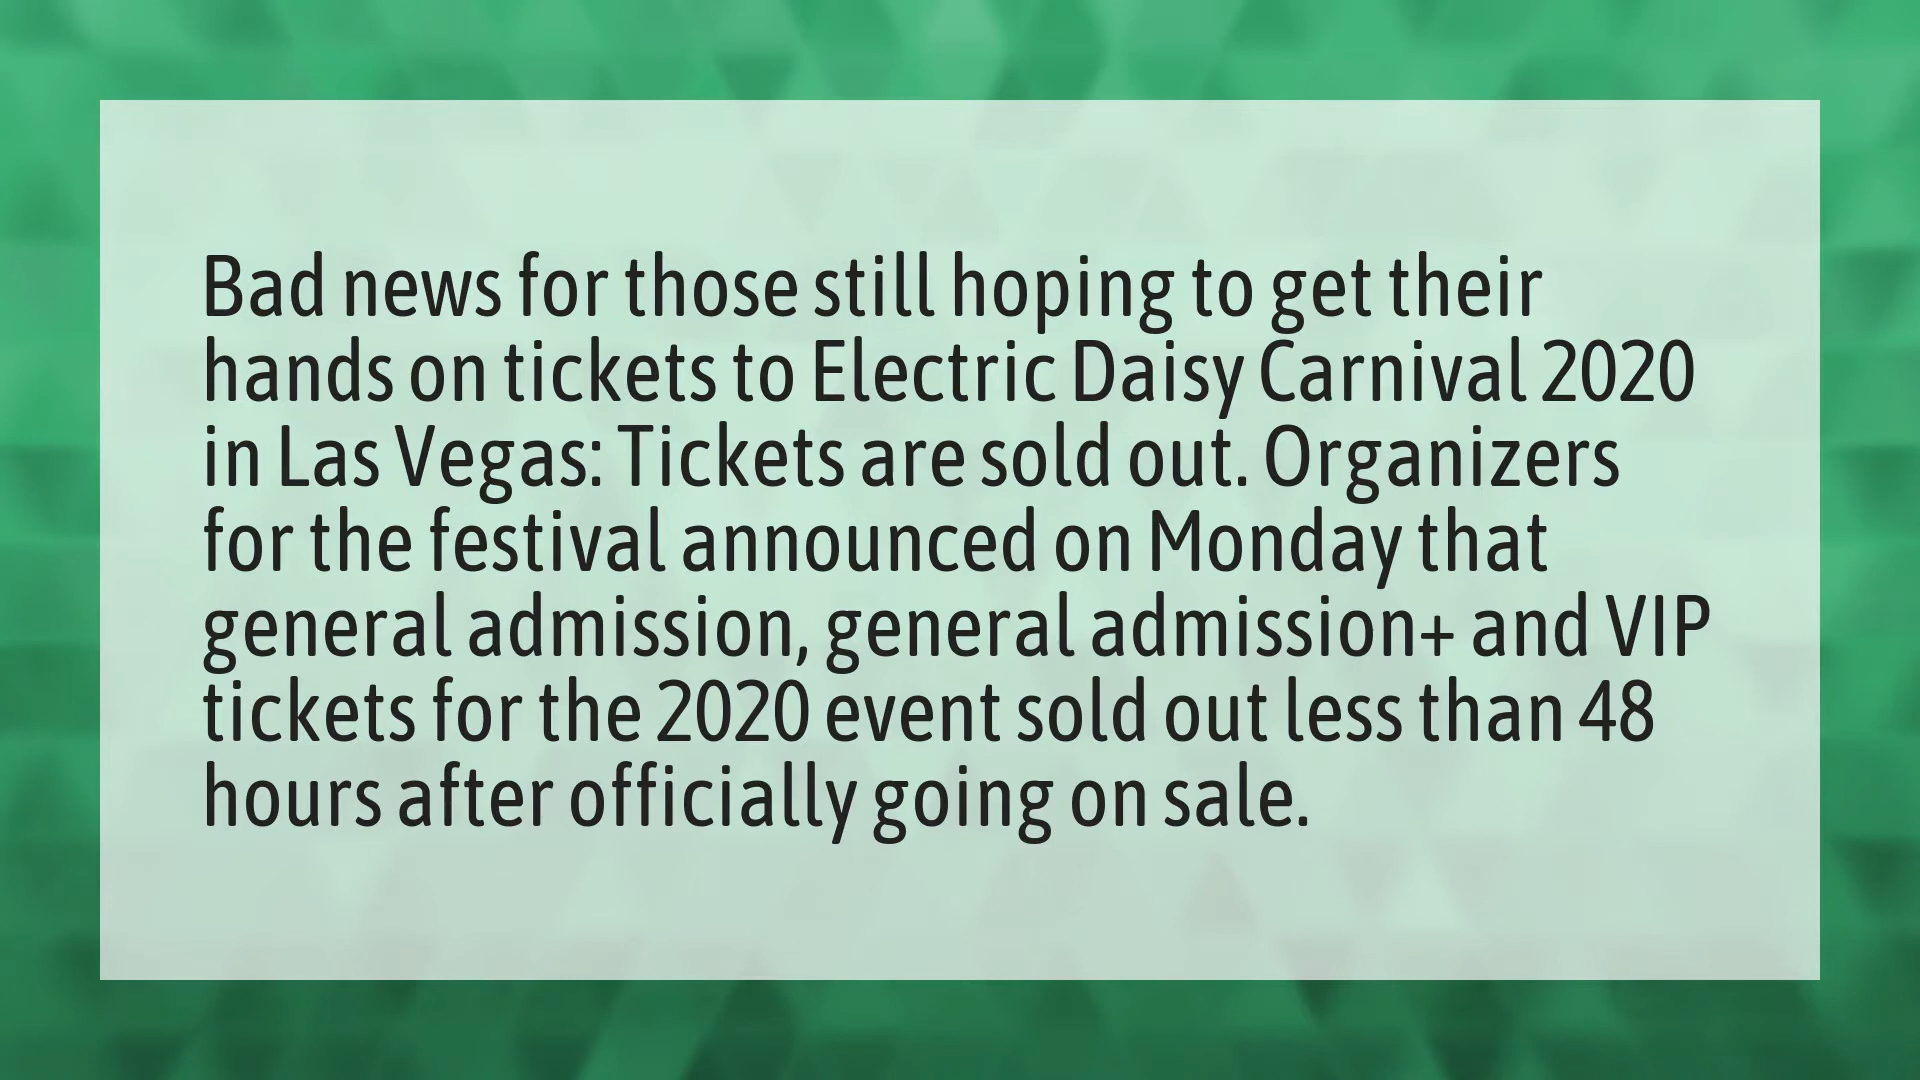 Bad news for those still hoping to get their
hands on tickets to Electric Daisy Carnival 2020
in Las Vegas: Tickets are sold out. Organizers
for the festival announced on Monday that
general admission, general admission+ and VIP
tickets for the 2020 event sold out less than 48
hours after officially going on sale.